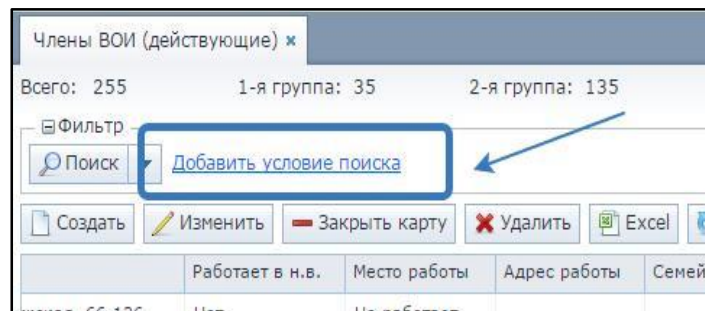 Члены ВОИ (действующие) ×
Всего: 255 1-я группа: 35 2-я группа: 135
Фильтр
Поиск Добавить условие поиска
Создать Изменить Закрыть карту Удалить Excel
Работает в н.в. Место работы Адрес работы Семей